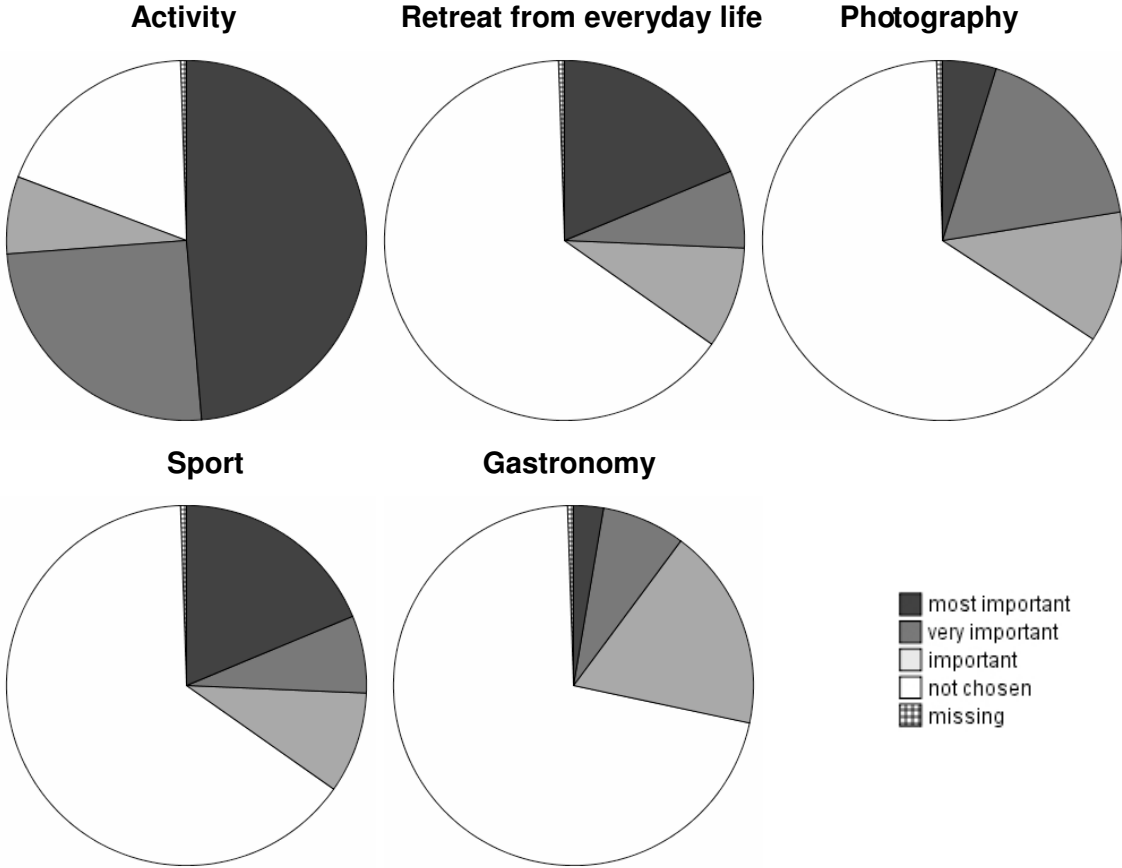 Activity
Retreat from everyday life
Photography
Sport
Gastronomy
most important
very important
important
not chosen
missing